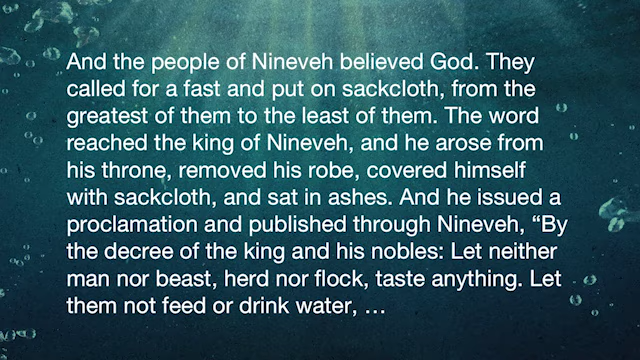 And the people of Nineveh believed God. They
called for a fast and put on sackcloth, from the
greatest of them to the least of them. The word
reached the king of Nineveh, and he arose from
his throne, removed his robe, covered himself
with sackcloth, and sat in ashes. And he issued a
proclamation and published through Nineveh, “By
the decree of the king and his nobles: Let neither
man nor beast, herd nor flock, taste anything. Let
them not feed or drink water, …